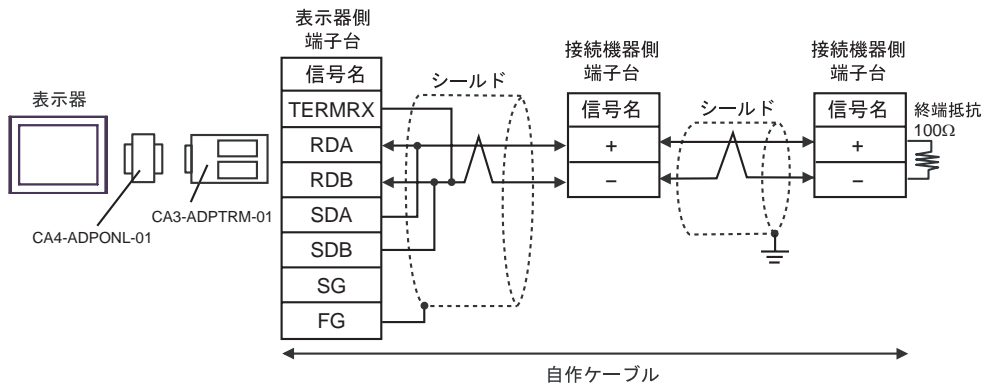 表示器
CA4-ADPONL-01
CA3-ADPTRM-01
表示器側
端子台
信号名
TERMRX
RDA
RDB
SDA
SDB
SG
FG
シールド
接続機器側
端子台
信号名
+
-
シールド
接続機器側
端子台
信号名
+
-
終端抵抗
100Ω
自作ケーブル